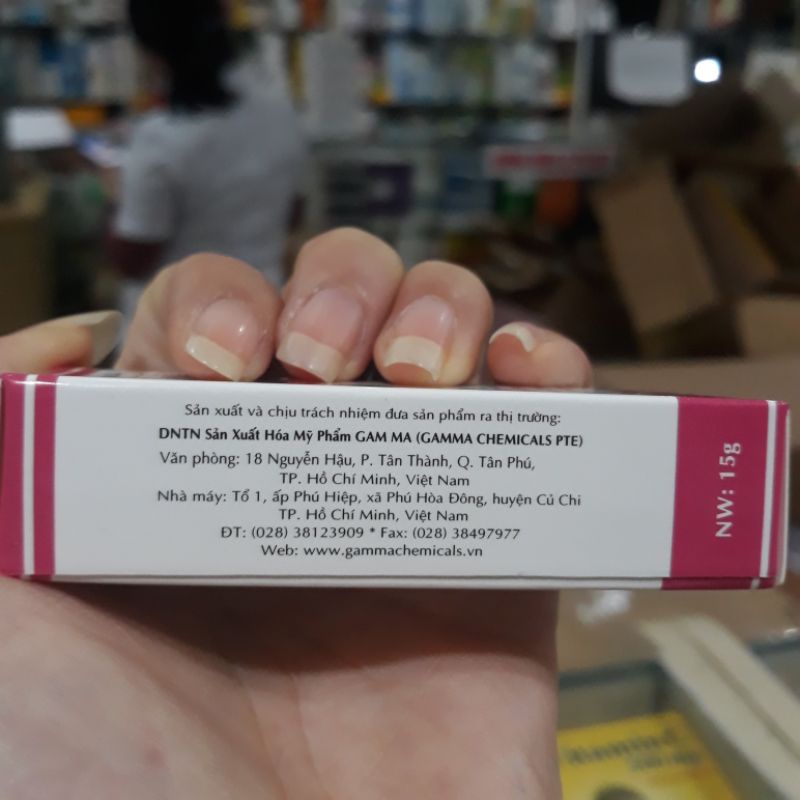 Sản xuất và chịu trách nhiệm đưa sản phẩm ra thị trường:
DNTN Sản Xuất Hóa Mỹ Phẩm GAM MA (GAMMA CHEMICALS PTE)
Văn phòng: 18 Nguyễn Hậu, P. Tân Thành, Q. Tân Phú,
TP. Hồ Chí Minh, Việt Nam
Nhà máy: Tổ 1, ấp Phú Hiệp, xã Phú Hòa Đông, huyện Củ Chi
TP. Hồ Chí Minh, Việt Nam
ĐT: (028) 38123909 * Fax: (028) 38497977
Web: www.gammachemicals.vn
NW: 15g